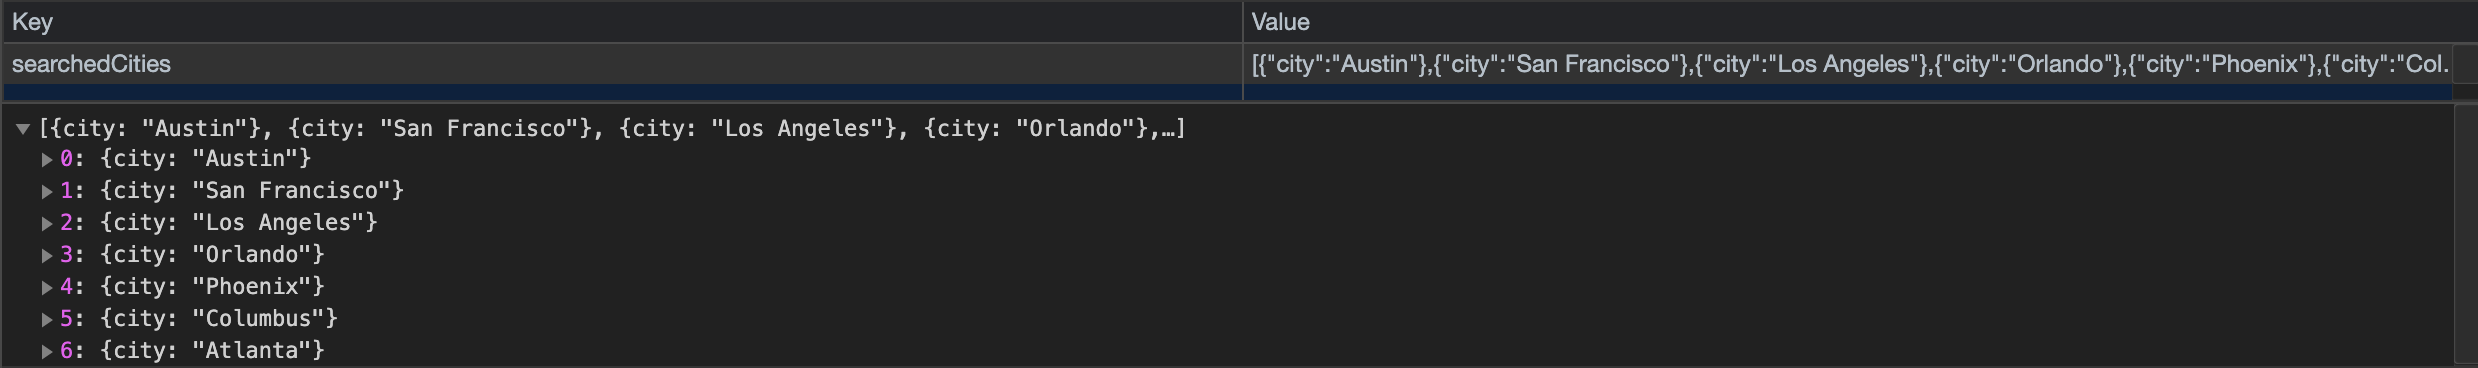 Key Value
searchedCities [{"city":"Austin"},{"city":"San Francisco"},{"city":"Los Angeles"},{"city":"Orlando"},{"city":"Phoenix"},{"city":"Col…
[{city: "Austin"}, {city: "San Francisco"}, {city: "Los Angeles"}, {city: "Orlando"},…]
0: {city: "Austin"}
1: {city: "San Francisco"}
2: {city: "Los Angeles"}
3: {city: "Orlando"}
4: {city: "Phoenix"}
5: {city: "Columbus"}
6: {city: "Atlanta"}